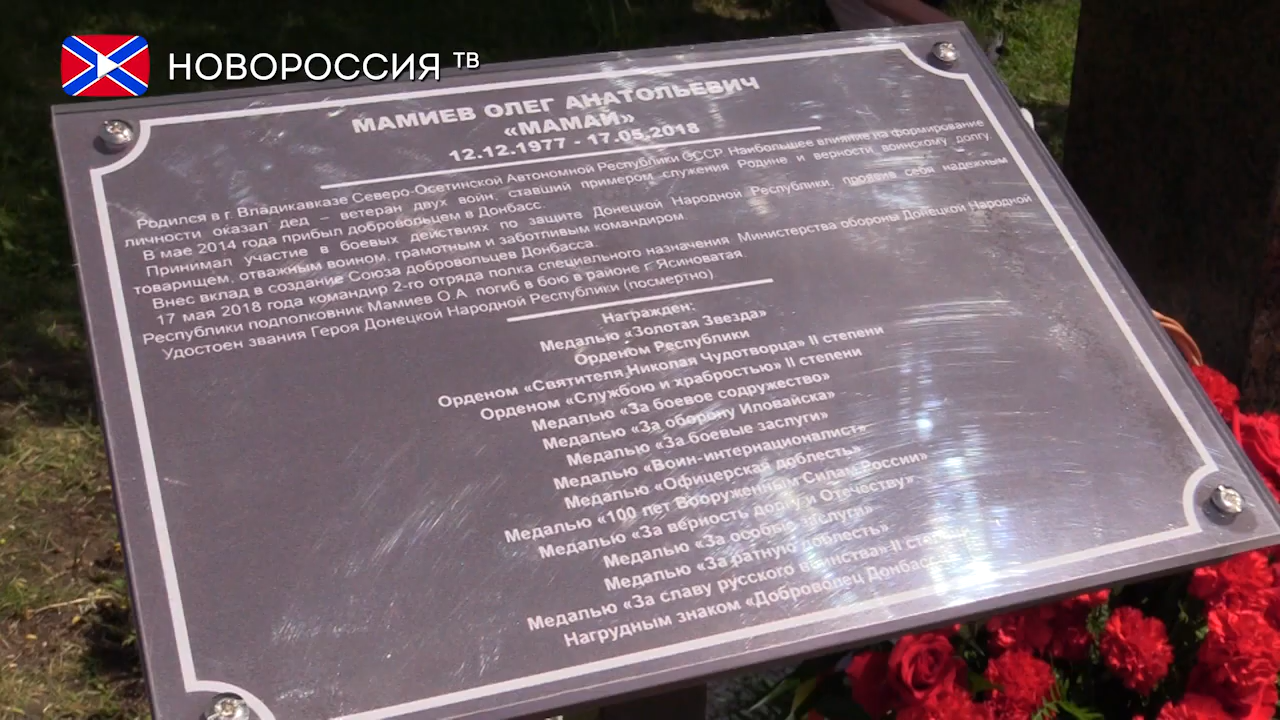 НОВОРОССИЯ ТВ
МАМИЕВ ОЛЕГ АНАТОЛЬЕВИЧ
«МАМАЙ»
12.12.1977 - 17.05.2018
Родился в г. Владикавказе Северо-Осетинской Автономной Республики СССР. Наибольшее влияние на формирование
личности оказал дед – ветеран двух войн, ставший примером служения Родине и верности воинскому долгу.
В мае 2014 года прибыл добровольцем в Донбасс.
Принимал участие в боевых действиях по защите Донецкой Народной Республики, проявив себя надежным
товарищем, отважным воином, грамотным и заботливым командиром.
Внес вклад в создание Союза добровольцев Донбасса.
17 мая 2018 года командир 2-го отряда полка специального назначения Министерства обороны Донецкой Народной
Республики подполковник Мамиев О.А. погиб в бою в районе г. Ясиноватая.
Удостоен звания Героя Донецкой Народной Республики (посмертно).
Награжден:
Медалью «Золотая Звезда»
Орденом Республики
Орденом «Святителя Николая Чудотворца» II степени
Орденом «Службою и храбростью» II степени
Медалью «За боевое содружество»
Медалью «За оборону Иловайска»
Медалью «За боевые заслуги»
Медалью «Воин-интернационалист»
Медалью «Офицерская доблесть»
Медалью «100 лет Вооруженным Силам России»
Медалью «За верность долгу и Отечеству»
Медалью «За особые заслуги»
Медалью «За ратную доблесть»
Медалью «За славу русского воинства» II степени
Нагрудным знаком «Доброволец Донбасса»